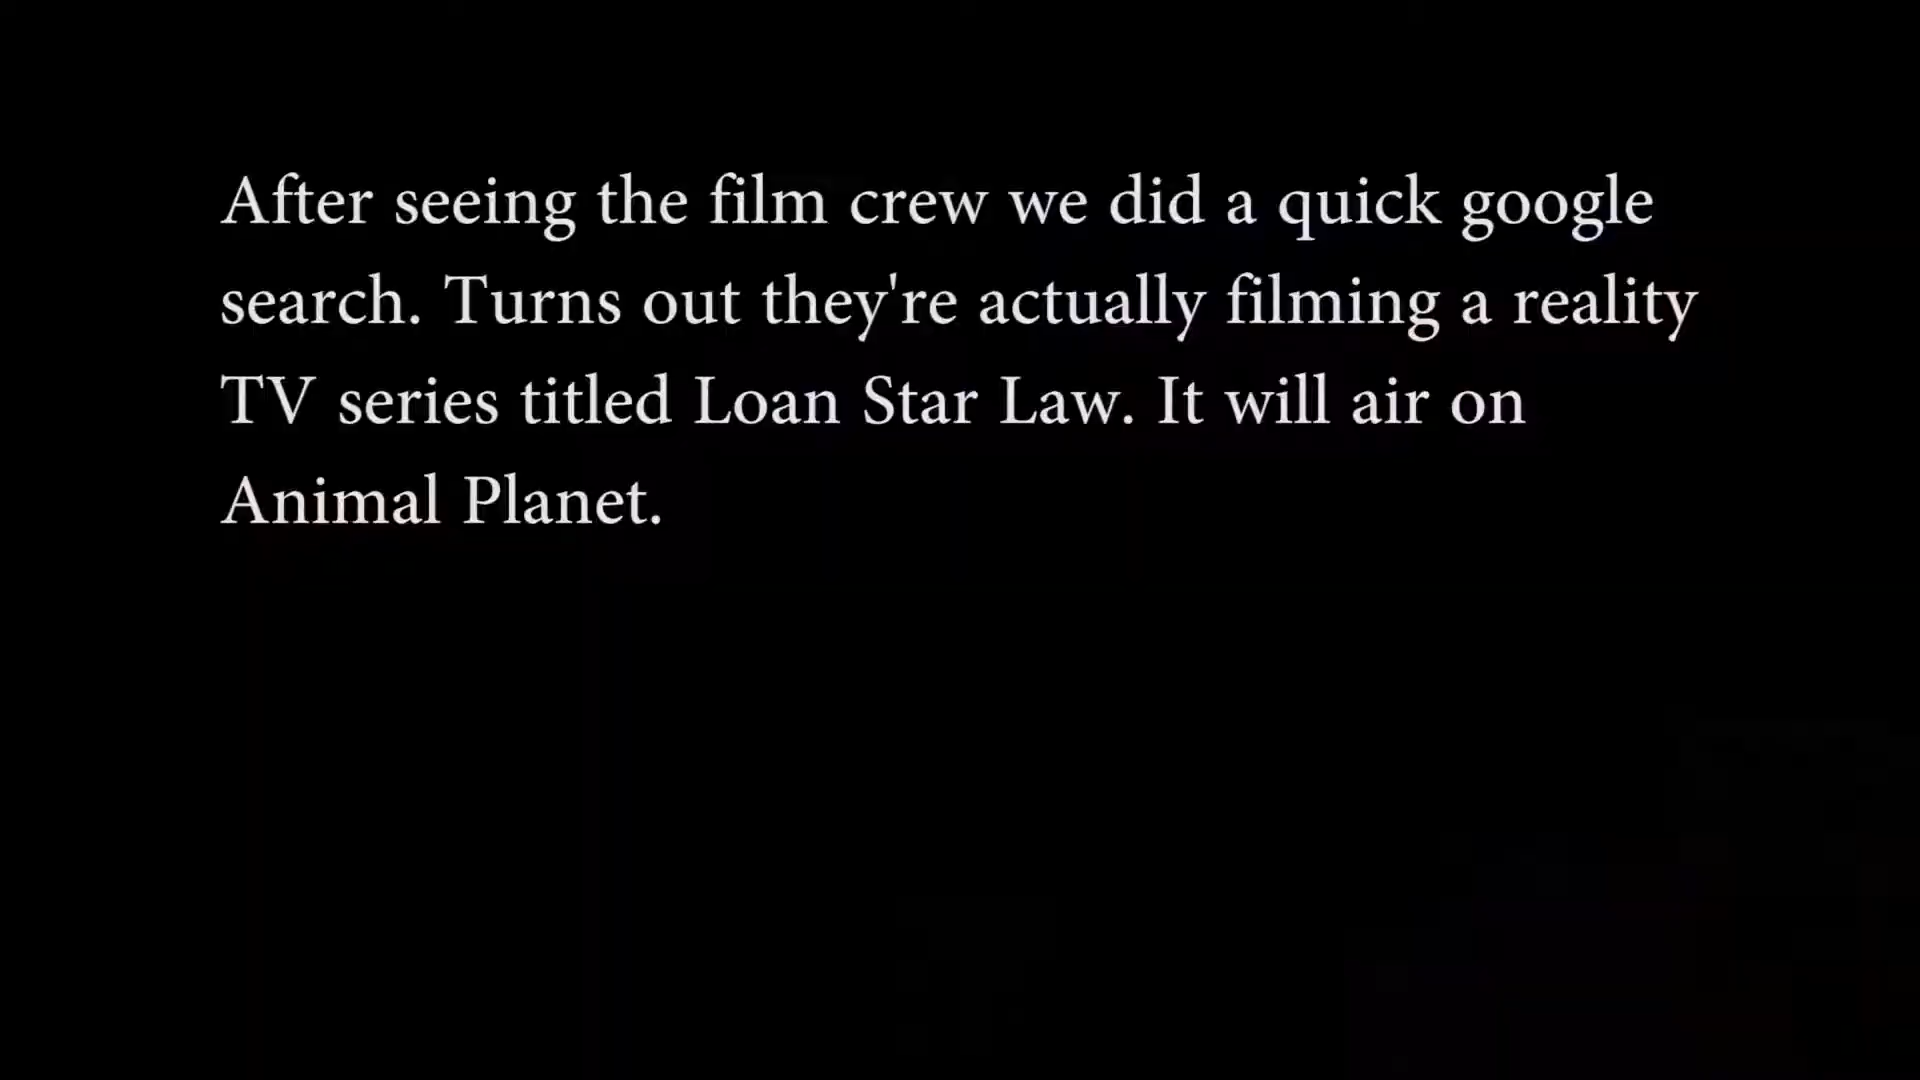 After seeing the film crew we did a quick google
search. Turns out they're actually filming a reality
TV series titled Loan Star Law. It will air on
Animal Planet.